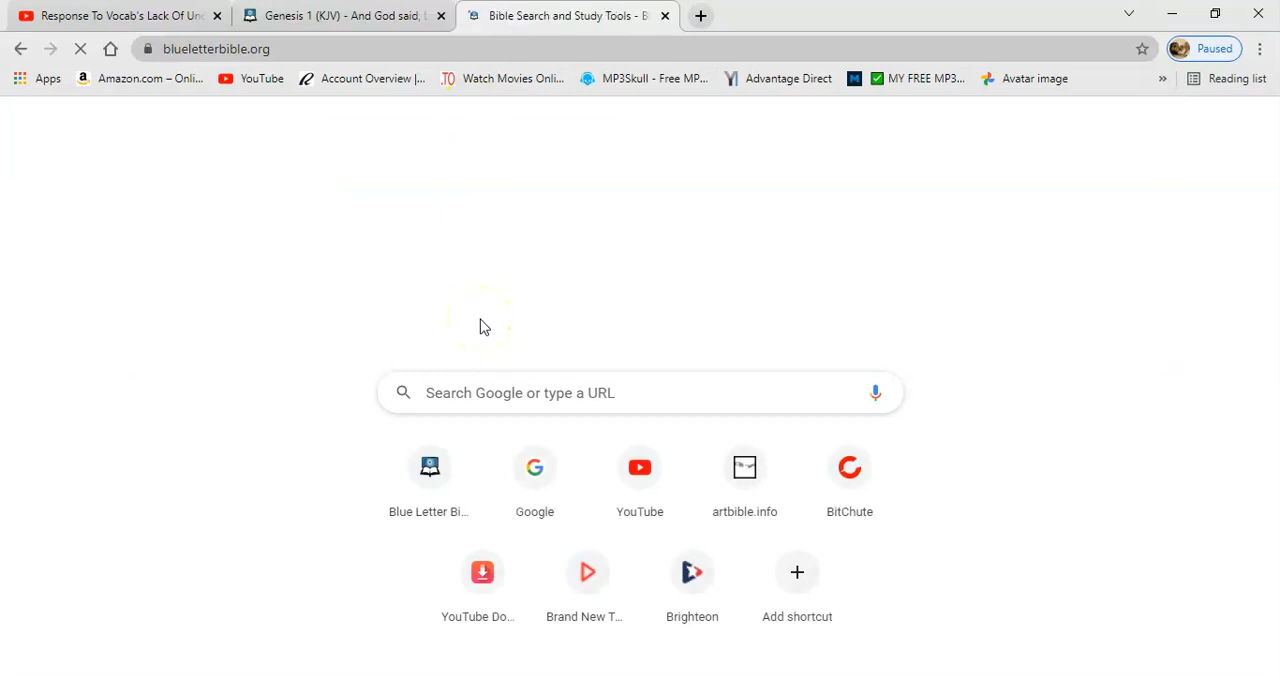 Response To Vocab's Lack Of Un
Genesis 1 (KJV) - And God said,
Bible Search and Study Tools - B
blueletterbible.org
Paused
Apps
Amazon.com – Onli...
YouTube
Account Overview |...
Watch Movies Onlin...
MP3Skull - Free MP...
Advantage Direct
MY FREE MP3...
Avatar image
»
Reading list
Search Google or type a URL
Blue Letter Bi...
Google
YouTube
artbible.info
BitChute
YouTube Do...
Brand New T...
Brighteon
Add shortcut